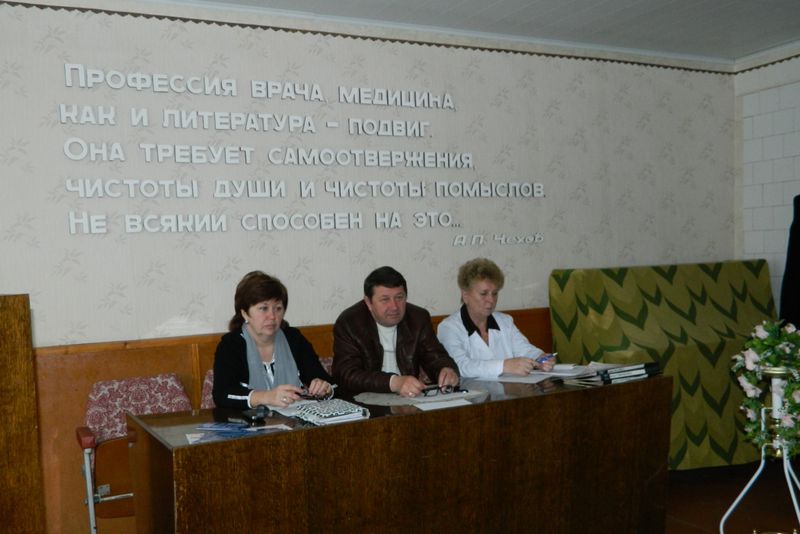 Профессия врача, медицина,
как и литература – подвиг.
Она требует самоотвержения,
чистоты души и чистоты помыслов.
Не всякий способен на это...
А.П. Чехов